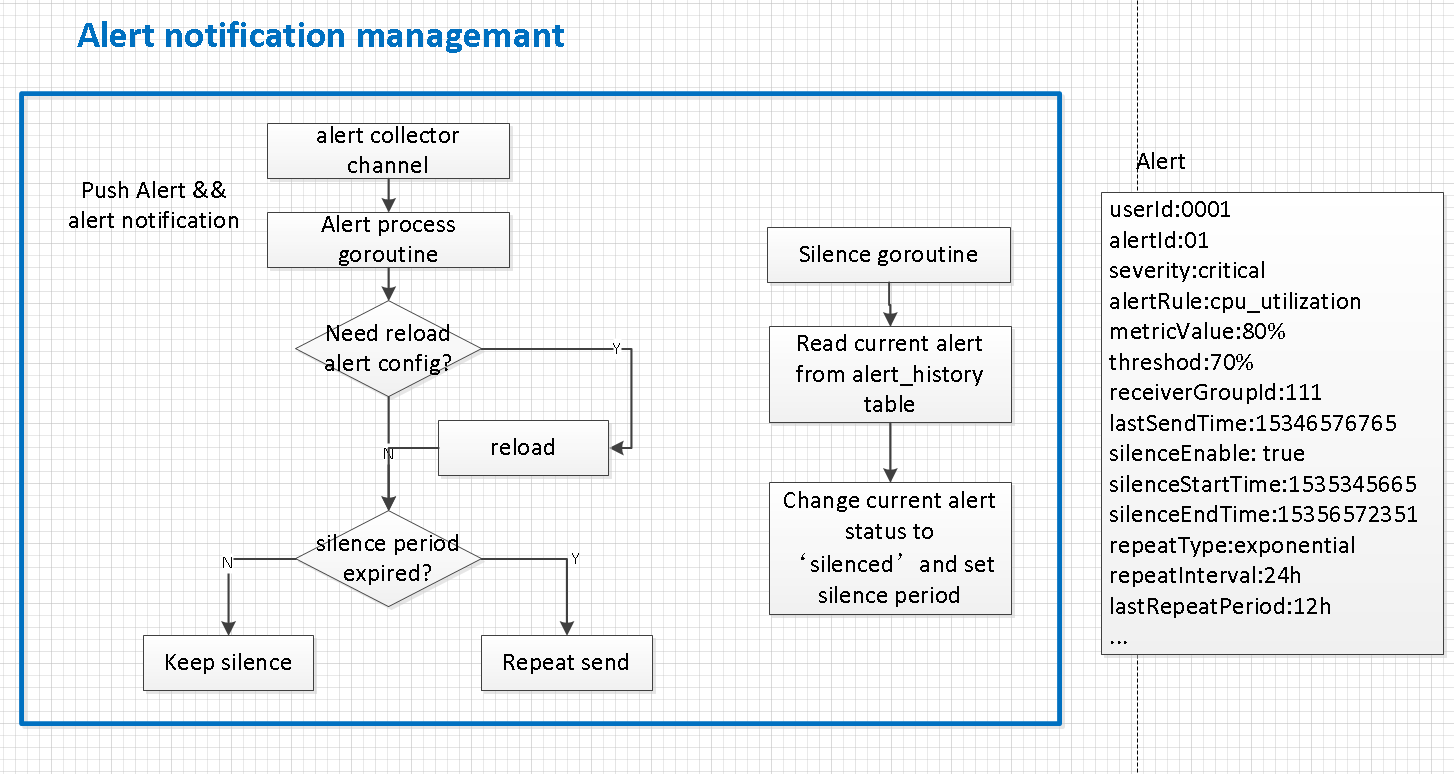 Alert notification managemant
alert collector
channel
Push Alert &&
alert notification
Alert process
goroutine
Need reload
alert config?
Y
reload
N
silence period
expired?
N
Y
Keep silence
Repeat send
Silence goroutine
Read current alert
from alert_history
table
Change current alert
status to
‘silenced’ and set
silence period
Alert
userId:0001
alertId:01
severity:critical
alertRule:cpu_utilization
metricValue:80%
threshod:70%
receiverGroupId:111
lastSendTime:15346576765
silenceEnable: true
silenceStartTime:1535345665
silenceEndTime:15356572351
repeatType:exponential
repeatInterval:24h
lastRepeatPeriod:12h
...